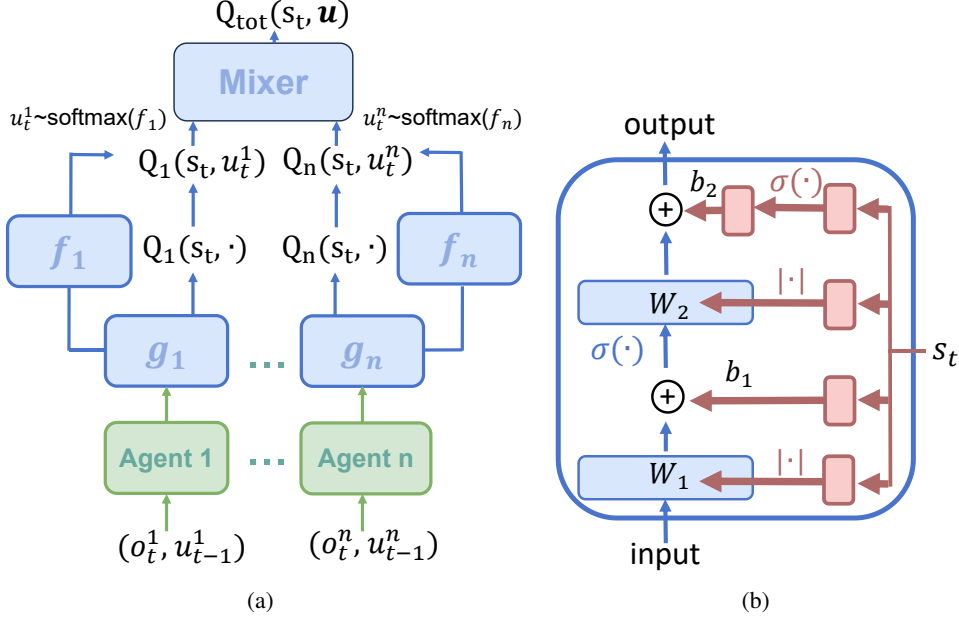 Q_tot(s_t, u)
Mixer
u_t^1~softmax(f_1)
u_t^n~softmax(f_n)
Q_1(s_t, u_t^1)
Q_n(s_t, u_t^n)
f_1
Q_1(s_t, ·)
Q_n(s_t, ·)
f_n
g_1
...
g_n
Agent 1
...
Agent n
(o_t^1, u_{t−1}^1)
(o_t^n, u_{t−1}^n)
(a)
output
b_2
σ(·)
+
|·|
W_2
σ(·)
s_t
b_1
+
|·|
W_1
input
(b)